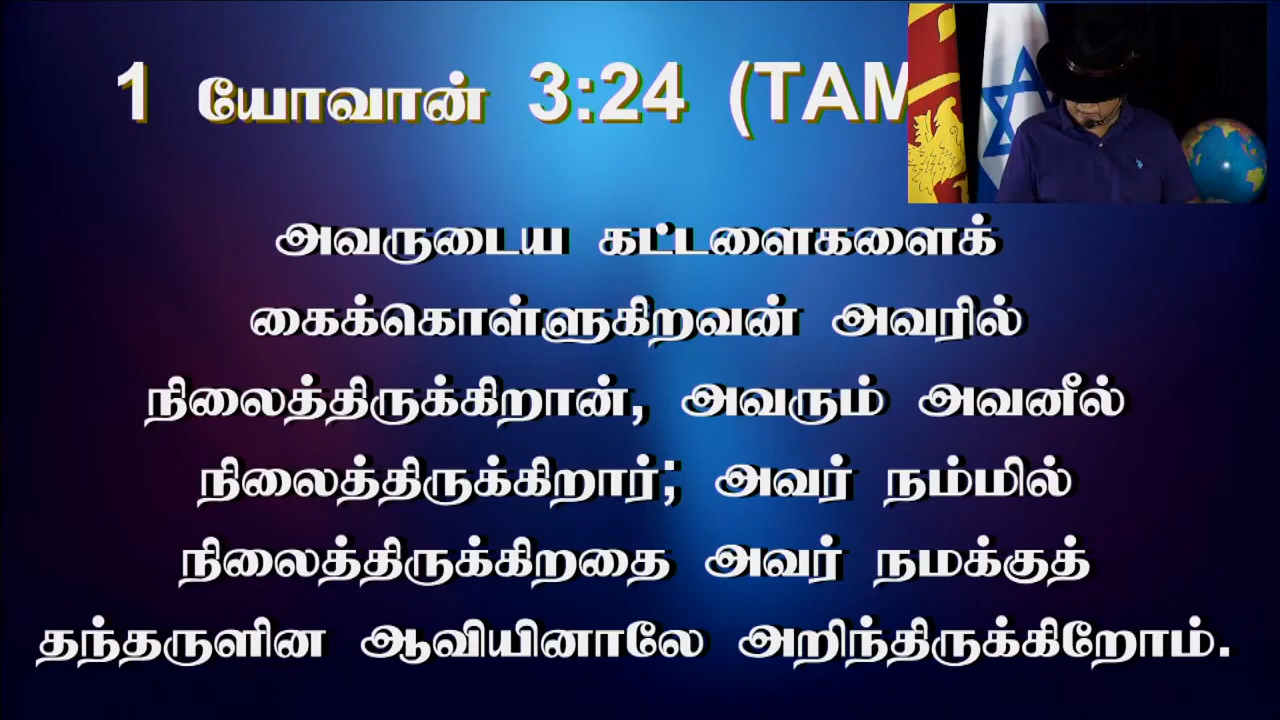 1 யோவான் 3:24 (TAM
அவருடைய கட்டளைகளைக்
கைக்கொள்ளுகிறவன் அவரில்
நிலைத்திருக்கிறான், அவரும் அவனீல்
நிலைத்திருக்கிறார்; அவர் நம்மில்
நிலைத்திருக்கிறதை அவர் நமக்குத்
தந்தருளின ஆவியினாலே அறிந்திருக்கிறோம்.